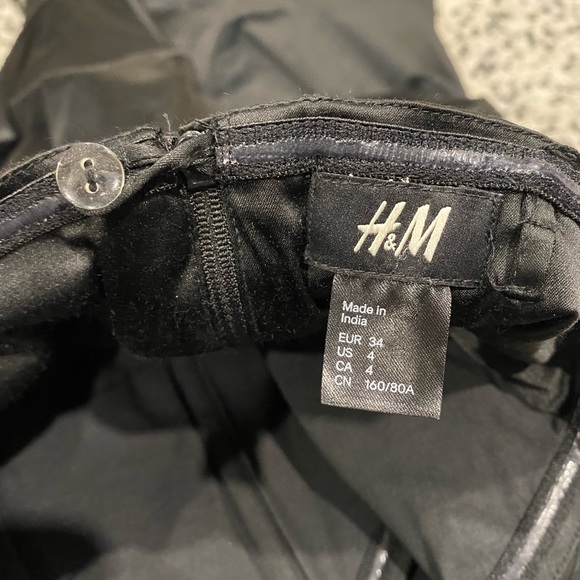 H&M
Made in
India
EUR 34
US 4
CA 4
CN 160/80A